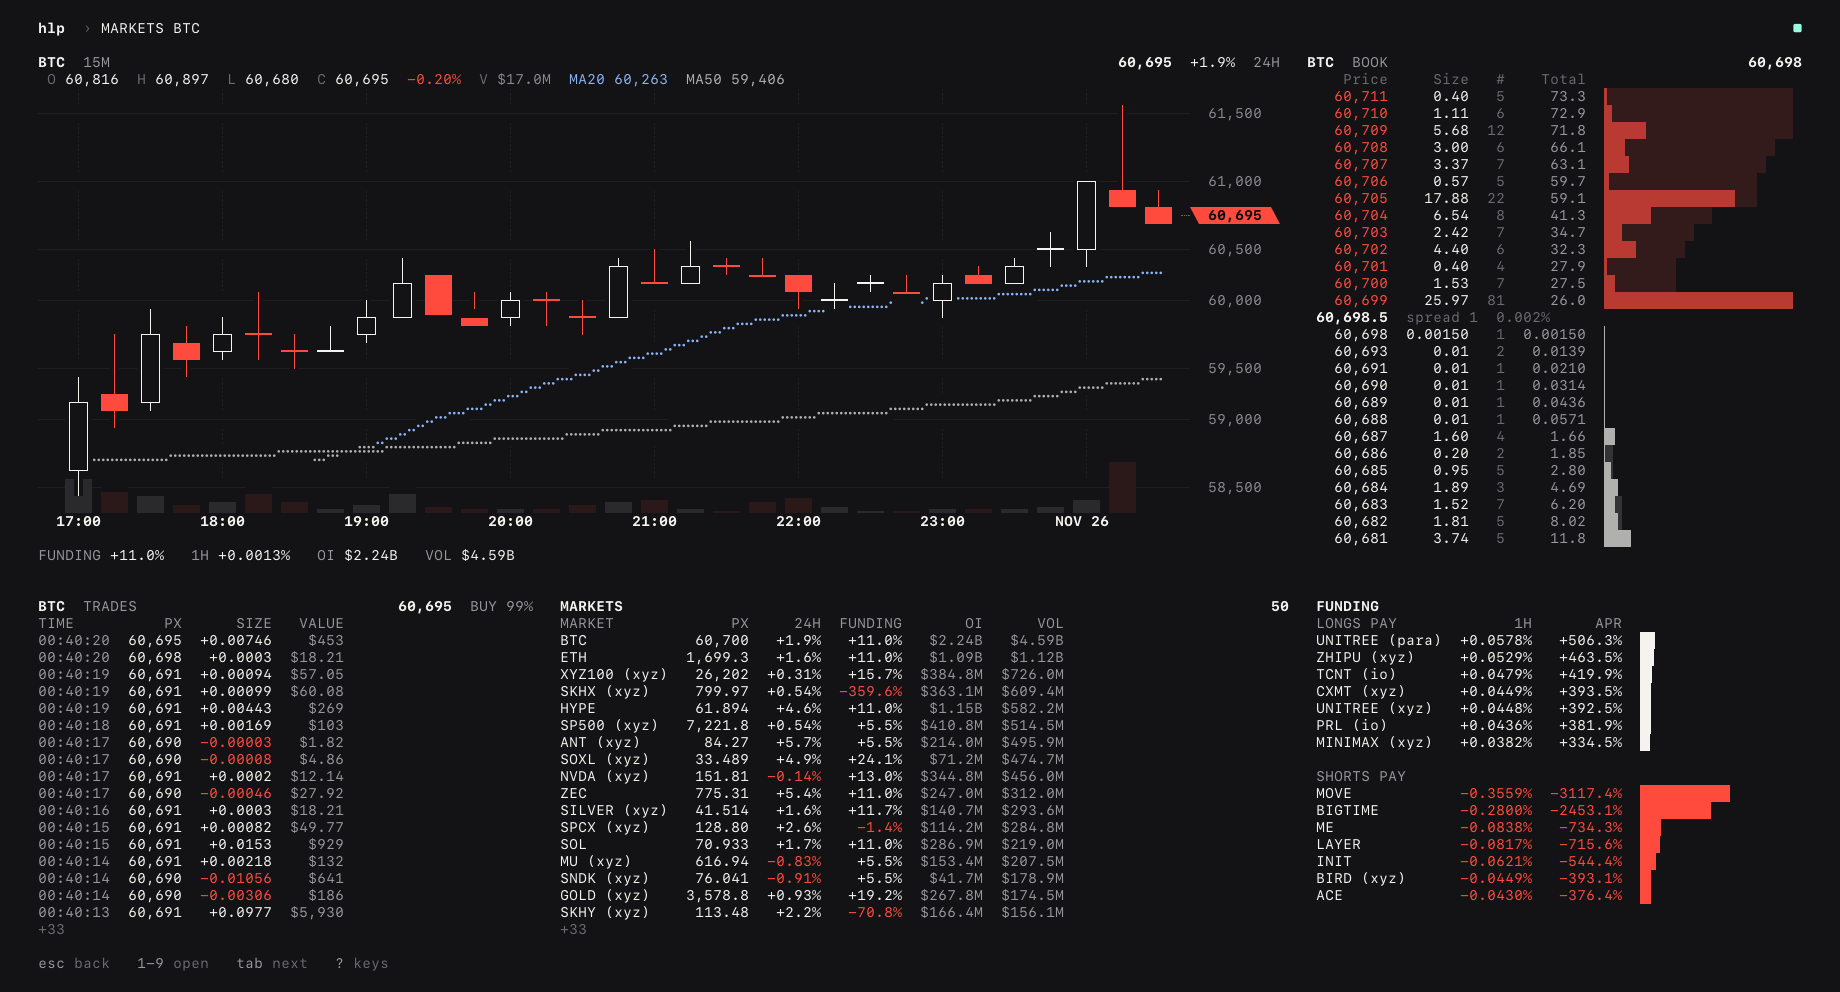 hlp › MARKETS BTC
BTC 15M 60,695 +1.9% 24H
O 60,816 H 60,897 L 60,680 C 60,695 −0.20% V $17.0M MA20 60,263 MA50 59,406
61,500
61,000
60,695
60,500
60,000
59,500
59,000
58,500
17:00 18:00 19:00 20:00 21:00 22:00 23:00 NOV 26
FUNDING +11.0% 1H +0.0013% OI $2.24B VOL $4.59B
BTC BOOK 60,698
Price Size # Total
60,711 0.40 5 73.3
60,710 1.11 6 72.9
60,709 5.68 12 71.8
60,708 3.00 6 66.1
60,707 3.37 7 63.1
60,706 0.57 5 59.7
60,705 17.88 22 59.1
60,704 6.54 8 41.3
60,703 2.42 7 34.7
60,702 4.40 6 32.3
60,701 0.40 4 27.9
60,700 1.53 7 27.5
60,699 25.97 81 26.0
60,698.5 spread 1 0.002%
60,698 0.00150 1 0.00150
60,693 0.01 2 0.0139
60,691 0.01 1 0.0210
60,690 0.01 1 0.0314
60,689 0.01 1 0.0436
60,688 0.01 1 0.0571
60,687 1.60 4 1.66
60,686 0.20 2 1.85
60,685 0.95 5 2.80
60,684 1.89 3 4.69
60,683 1.52 7 6.20
60,682 1.81 5 8.02
60,681 3.74 5 11.8
BTC TRADES 60,695 BUY 99%
TIME PX SIZE VALUE
00:40:20 60,695 +0.00746 $453
00:40:20 60,698 +0.0003 $18.21
00:40:19 60,691 +0.00094 $57.05
00:40:19 60,691 +0.00099 $60.08
00:40:19 60,691 +0.00443 $269
00:40:18 60,691 +0.00169 $103
00:40:17 60,690 −0.00003 $1.82
00:40:17 60,690 −0.00008 $4.86
00:40:17 60,691 +0.0002 $12.14
00:40:17 60,690 −0.00046 $27.92
00:40:16 60,691 +0.0003 $18.21
00:40:15 60,691 +0.00082 $49.77
00:40:15 60,691 +0.0153 $929
00:40:14 60,691 +0.00218 $132
00:40:14 60,690 −0.01056 $641
00:40:14 60,690 −0.00306 $186
00:40:13 60,691 +0.0977 $5,930
+33
MARKETS 50
MARKET PX 24H FUNDING OI VOL
BTC 60,700 +1.9% +11.0% $2.24B $4.59B
ETH 1,699.3 +1.6% +11.0% $1.09B $1.12B
XYZ100 (xyz) 26,202 +0.31% +15.7% $384.8M $726.0M
SKHX (xyz) 799.97 +0.54% −359.6% $363.1M $609.4M
HYPE 61.894 +4.6% +11.0% $1.15B $582.2M
SP500 (xyz) 7,221.8 +0.54% +5.5% $410.8M $514.5M
ANT (xyz) 84.27 +5.7% +5.5% $214.0M $495.9M
SOXL (xyz) 33.489 +4.9% +24.1% $71.2M $474.7M
NVDA (xyz) 151.81 −0.14% +13.0% $344.8M $456.0M
ZEC 775.31 +5.4% +11.0% $247.0M $312.0M
SILVER (xyz) 41.514 +1.6% +11.7% $140.7M $293.6M
SPCX (xyz) 128.80 +2.6% −1.4% $114.2M $284.8M
SOL 70.933 +1.7% +11.0% $286.9M $219.0M
MU (xyz) 616.94 −0.83% +5.5% $153.4M $207.5M
SNDK (xyz) 76.041 −0.91% +5.5% $41.7M $178.9M
GOLD (xyz) 3,578.8 +0.93% +19.2% $267.8M $174.5M
SKHY (xyz) 113.48 +2.2% −70.8% $166.4M $156.1M
+33
FUNDING
LONGS PAY 1H APR
UNITREE (para) +0.0578% +506.3%
ZHIPU (xyz) +0.0529% +463.5%
TCNT (io) +0.0479% +419.9%
CXMT (xyz) +0.0449% +393.5%
UNITREE (xyz) +0.0448% +392.5%
PRL (io) +0.0436% +381.9%
MINIMAX (xyz) +0.0382% +334.5%
SHORTS PAY
MOVE −0.3559% −3117.4%
BIGTIME −0.2800% −2453.1%
ME −0.0838% −734.3%
LAYER −0.0817% −715.6%
INIT −0.0621% −544.4%
BIRD (xyz) −0.0449% −393.1%
ACE −0.0430% −376.4%
esc back 1–9 open tab next ? keys